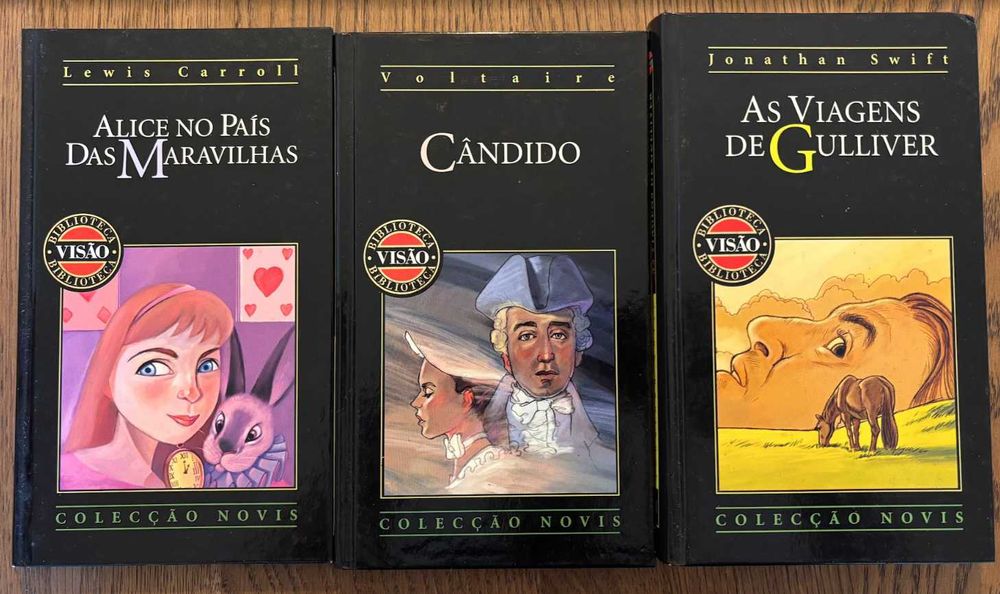 Lewis Carroll
ALICE NO PAÍS
DAS MARAVILHAS
BIBLIOTECA
VISÃO
BIBLIOTECA
COLECÇÃO NOVIS
Voltaire
CÂNDIDO
BIBLIOTECA
VISÃO
BIBLIOTECA
COLECÇÃO NOVIS
Jonathan Swift
AS VIAGENS
DE GULLIVER
BIBLIOTECA
VISÃO
BIBLIOTECA
COLECÇÃO NOVIS